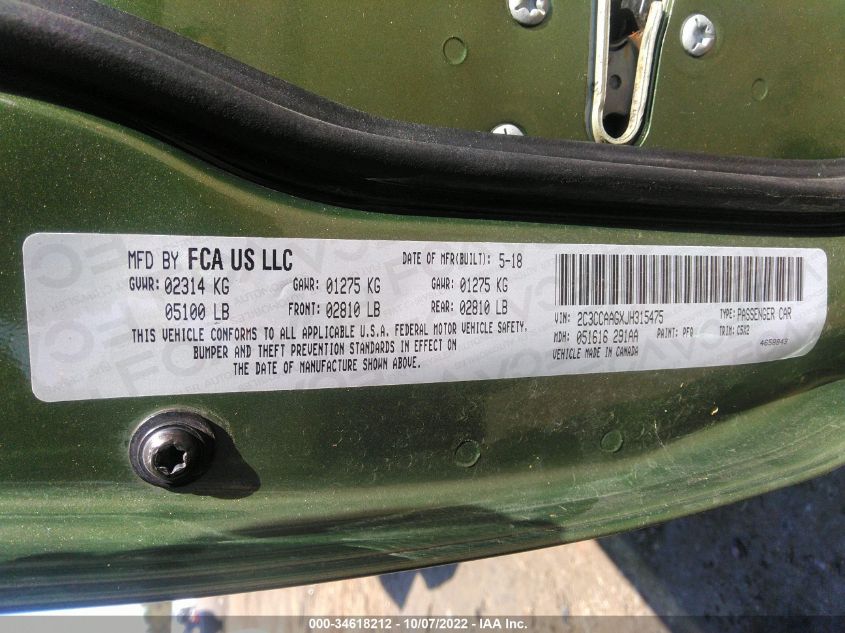 MFD BY FCA US LLC
DATE OF MFR(BUILT): 5-18
GVWR: 02314 KG
GAWR: 01275 KG
GAWR: 01275 KG
05100 LB
FRONT: 02810 LB
REAR: 02810 LB
THIS VEHICLE CONFORMS TO ALL APPLICABLE U.S.A. FEDERAL MOTOR VEHICLE SAFETY,
BUMPER AND THEFT PREVENTION STANDARDS IN EFFECT ON
THE DATE OF MANUFACTURE SHOWN ABOVE.
VIN: 2C3CCAAGXJH315475
TYPE: PASSENGER CAR
MDH: 051616 291AA
PAINT: PFQ
TRIM: C5X2
VEHICLE MADE IN CANADA
4658843
000-34618212 - 10/07/2022 - IAA Inc.